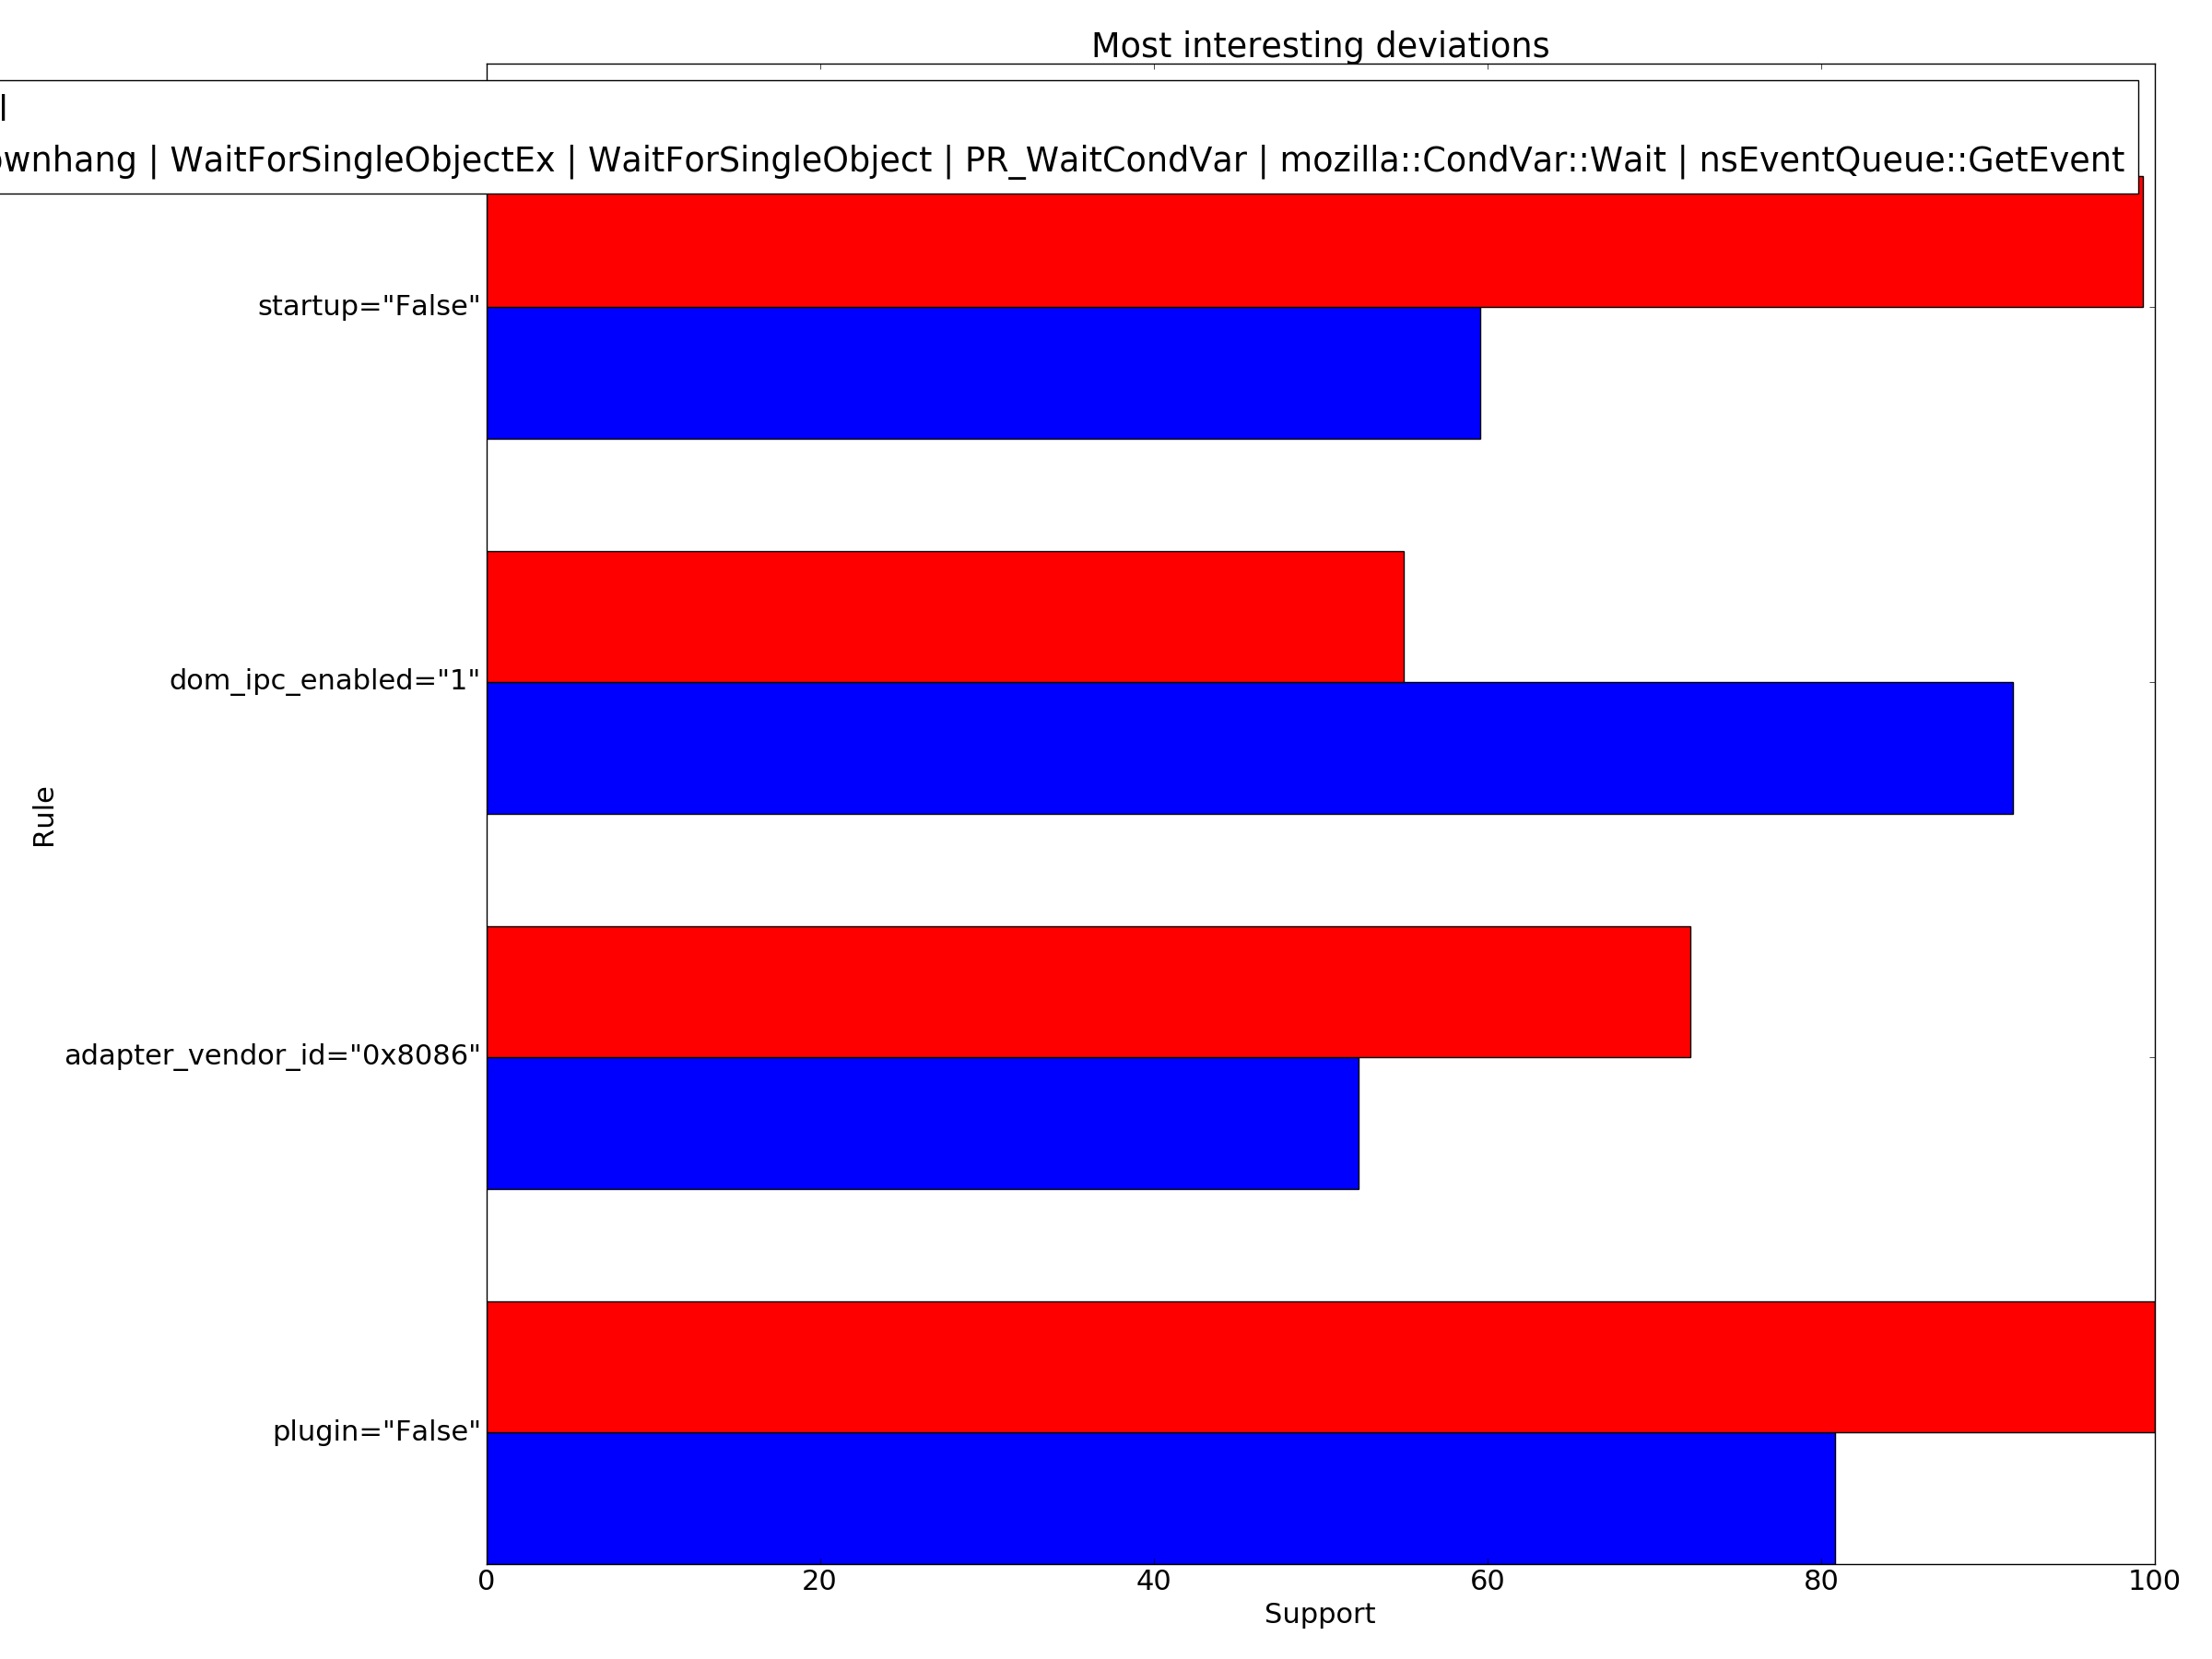 Most interesting deviations
l
wnhang | WaitForSingleObjectEx | WaitForSingleObject | PR_WaitCondVar | mozilla::CondVar::Wait | nsEventQueue::GetEvent
startup="False"
dom_ipc_enabled="1"
Rule
adapter_vendor_id="0x8086"
plugin="False"
0 20 40 60 80 100
Support